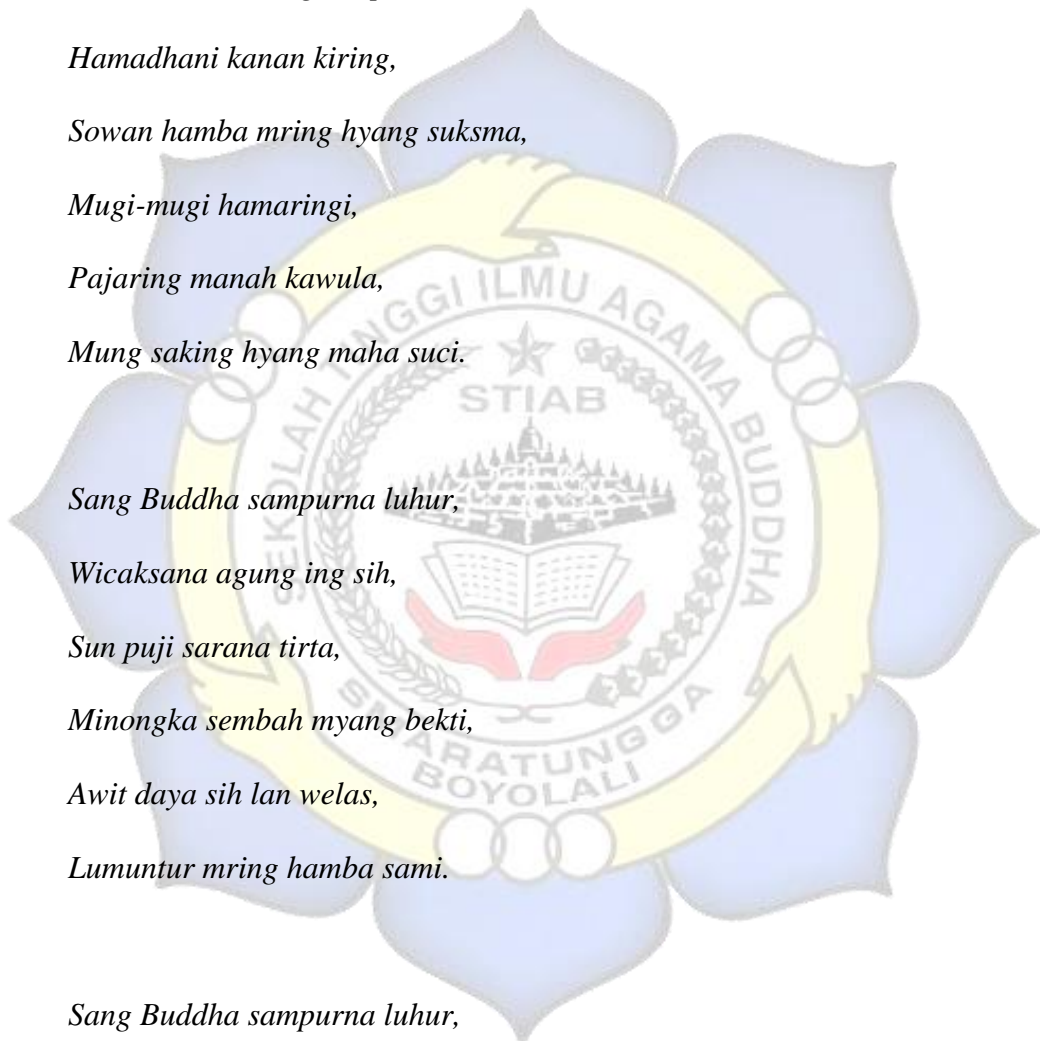 Hamadhani kanan kiring,
Sowan hamba mring hyang suksma,
Mugi-mugi hamaringi,
Pajaring manah kawula,
Mung saking hyang maha suci.
Sang Buddha sampurna luhur,
Wicaksana agung ing sih,
Sun puji sarana tirta,
Minongka sembah myang bekti,
Awit daya sih lan welas,
Lumuntur mring hamba sami.
Sang Buddha sampurna luhur,
SEKOLAH TINGGI ILMU AGAMA BUDDHA
STIAB
SMARATUNGGA
BOYOLALI